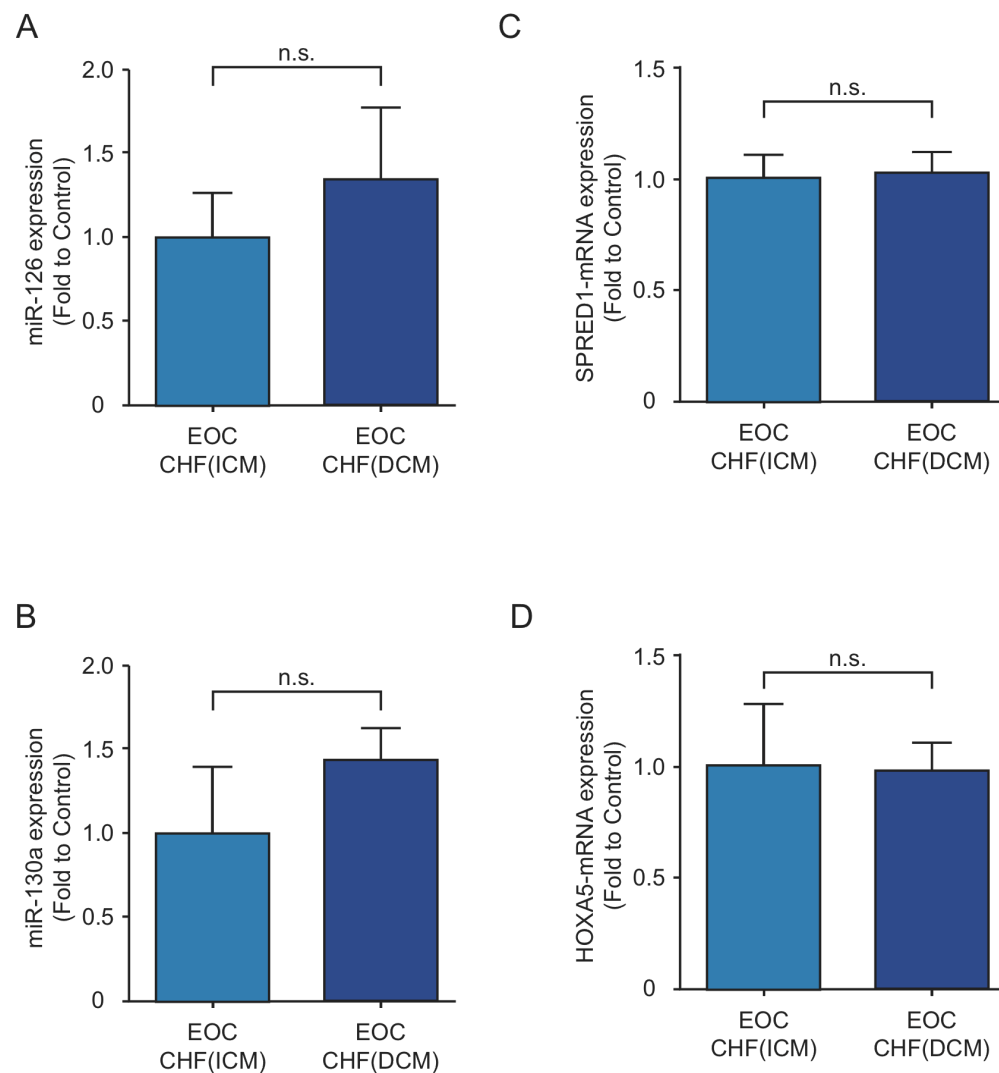 A
miR-126 expression
(Fold to Control)
2.0
1.5
1.0
0.5
0
n.s.
EOC
CHF(ICM)
EOC
CHF(DCM)
C
SPRED1-mRNA expression
(Fold to Control)
1.5
1.0
0.5
0
n.s.
EOC
CHF(ICM)
EOC
CHF(DCM)
B
miR-130a expression
(Fold to Control)
2.0
1.5
1.0
0.5
0
n.s.
EOC
CHF(ICM)
EOC
CHF(DCM)
D
HOXA5-mRNA expression
(Fold to Control)
1.5
1.0
0.5
0
n.s.
EOC
CHF(ICM)
EOC
CHF(DCM)